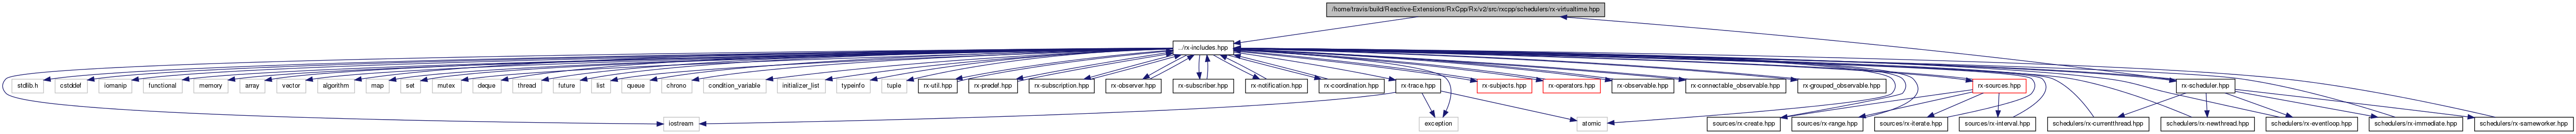 /home/travis/build/Reactive-Extensions/RxCpp/Rx/v2/src/rxcpp/schedulers/rx-virtualtime.hpp
../rx-includes.hpp
stdlib.h
cstddef
iomanip
functional
memory
array
vector
algorithm
map
set
mutex
deque
thread
future
list
queue
chrono
condition_variable
initializer_list
typeinfo
tuple
rx-util.hpp
rx-predef.hpp
rx-subscription.hpp
rx-observer.hpp
rx-subscriber.hpp
rx-notification.hpp
rx-coordination.hpp
rx-trace.hpp
rx-subjects.hpp
rx-operators.hpp
rx-observable.hpp
rx-connectable_observable.hpp
rx-grouped_observable.hpp
rx-sources.hpp
rx-scheduler.hpp
iostream
exception
atomic
sources/rx-create.hpp
sources/rx-range.hpp
sources/rx-iterate.hpp
sources/rx-interval.hpp
schedulers/rx-currentthread.hpp
schedulers/rx-newthread.hpp
schedulers/rx-eventloop.hpp
schedulers/rx-immediate.hpp
schedulers/rx-sameworker.hpp